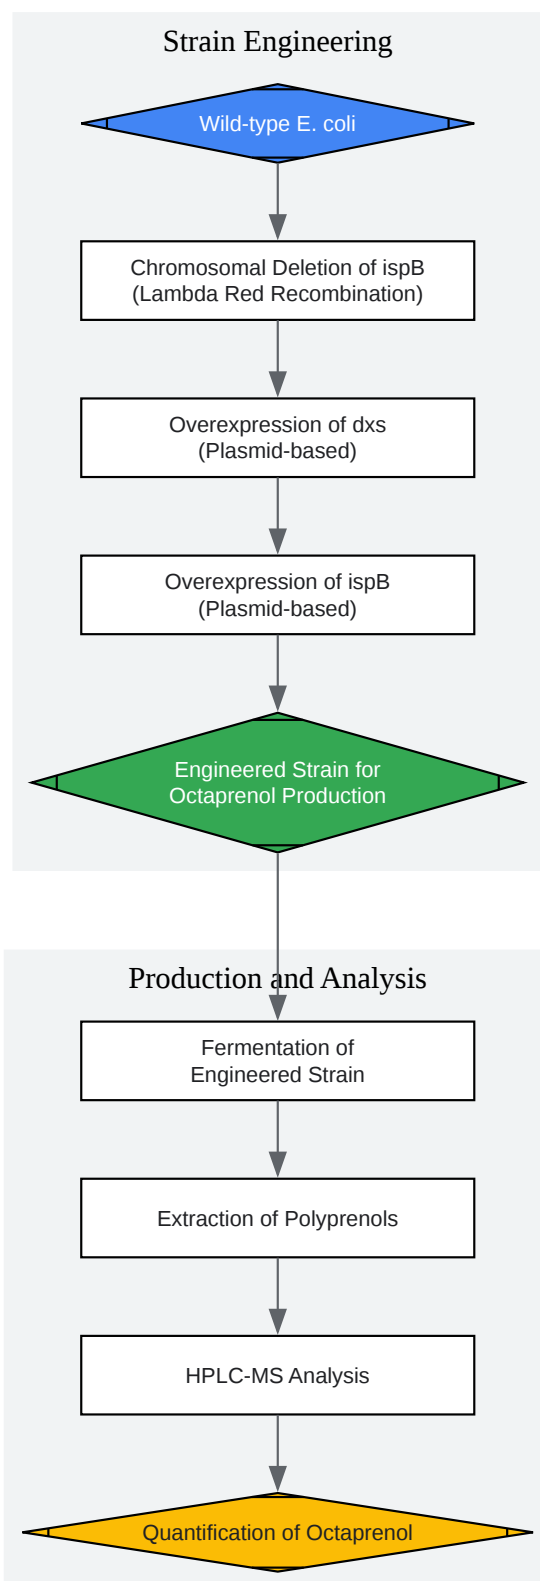 Strain Engineering
Wild-type E. coli
Chromosomal Deletion of ispB
(Lambda Red Recombination)
Overexpression of dxs
(Plasmid-based)
Overexpression of ispB
(Plasmid-based)
Engineered Strain for
Octaprenol Production
Production and Analysis
Fermentation of
Engineered Strain
Extraction of Polyprenols
HPLC-MS Analysis
Quantification of Octaprenol